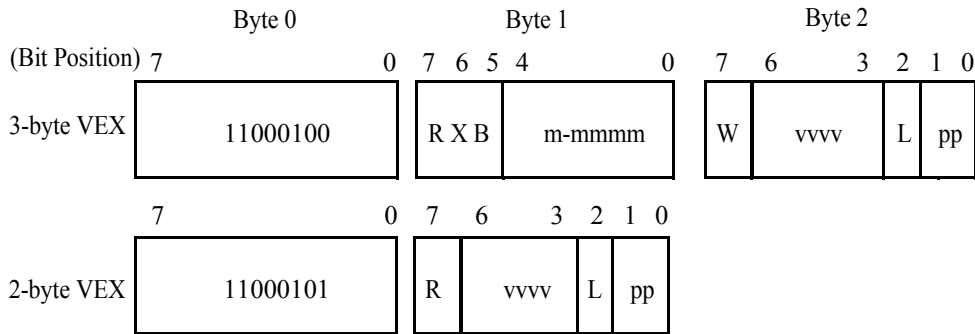 Byte 0 Byte 1 Byte 2
(Bit Position) 7 0 7 6 5 4 0 7 6 3 2 1 0
3-byte VEX 11000100 R X B m-mmmm W vvvv L pp
7 0 7 6 3 2 1 0
2-byte VEX 11000101 R vvvv L pp